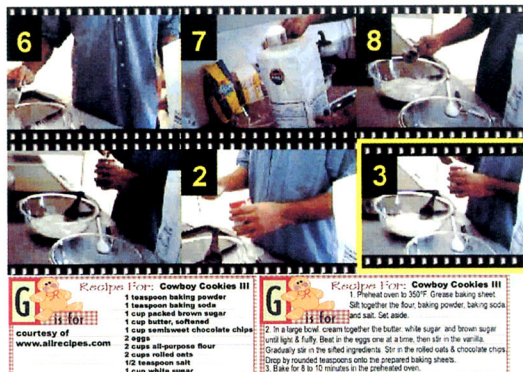 6
7
8
2
3
G is for
courtesy of
www.allrecipes.com
Recipe For: Cowboy Cookies III
1 teaspoon baking powder
1 teaspoon baking soda
1 cup packed brown sugar
1 cup butter, softened
1 cup semisweet chocolate chips
2 eggs
2 cups all-purpose flour
2 cups rolled oats
1/2 teaspoon salt
1 cup white sugar
G is for
Recipe For: Cowboy Cookies III
1. Preheat oven to 350°F. Grease baking sheet.
Sift together the flour, baking powder, baking soda,
and salt. Set aside.
2. In a large bowl, cream together the butter, white sugar, and brown sugar
until light & fluffy. Beat in the eggs one at a time, then stir in the vanilla.
Gradually stir in the sifted ingredients. Stir in the rolled oats & chocolate chips.
Drop by rounded teaspoons onto the prepared baking sheets.
3. Bake for 8 to 10 minutes in the preheated oven.